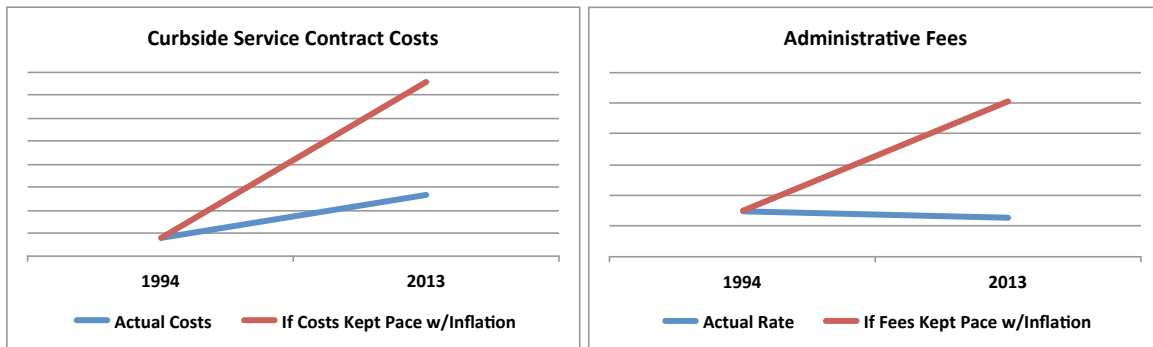 Curbside Service Contract Costs
1994 2013
Actual Costs If Costs Kept Pace w/Inflation
Administrative Fees
1994 2013
Actual Rate If Fees Kept Pace w/Inflation